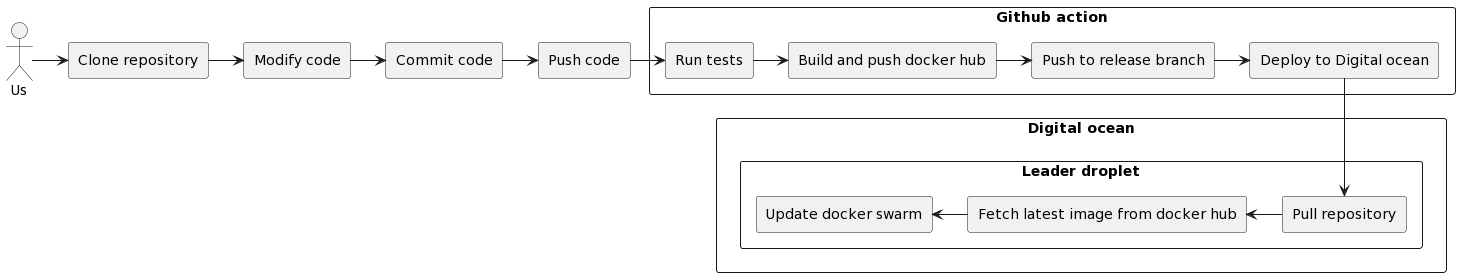 Github action
Us
Clone repository
Modify code
Commit code
Push code
Run tests
Build and push docker hub
Push to release branch
Deploy to Digital ocean
Digital ocean
Leader droplet
Update docker swarm
Fetch latest image from docker hub
Pull repository